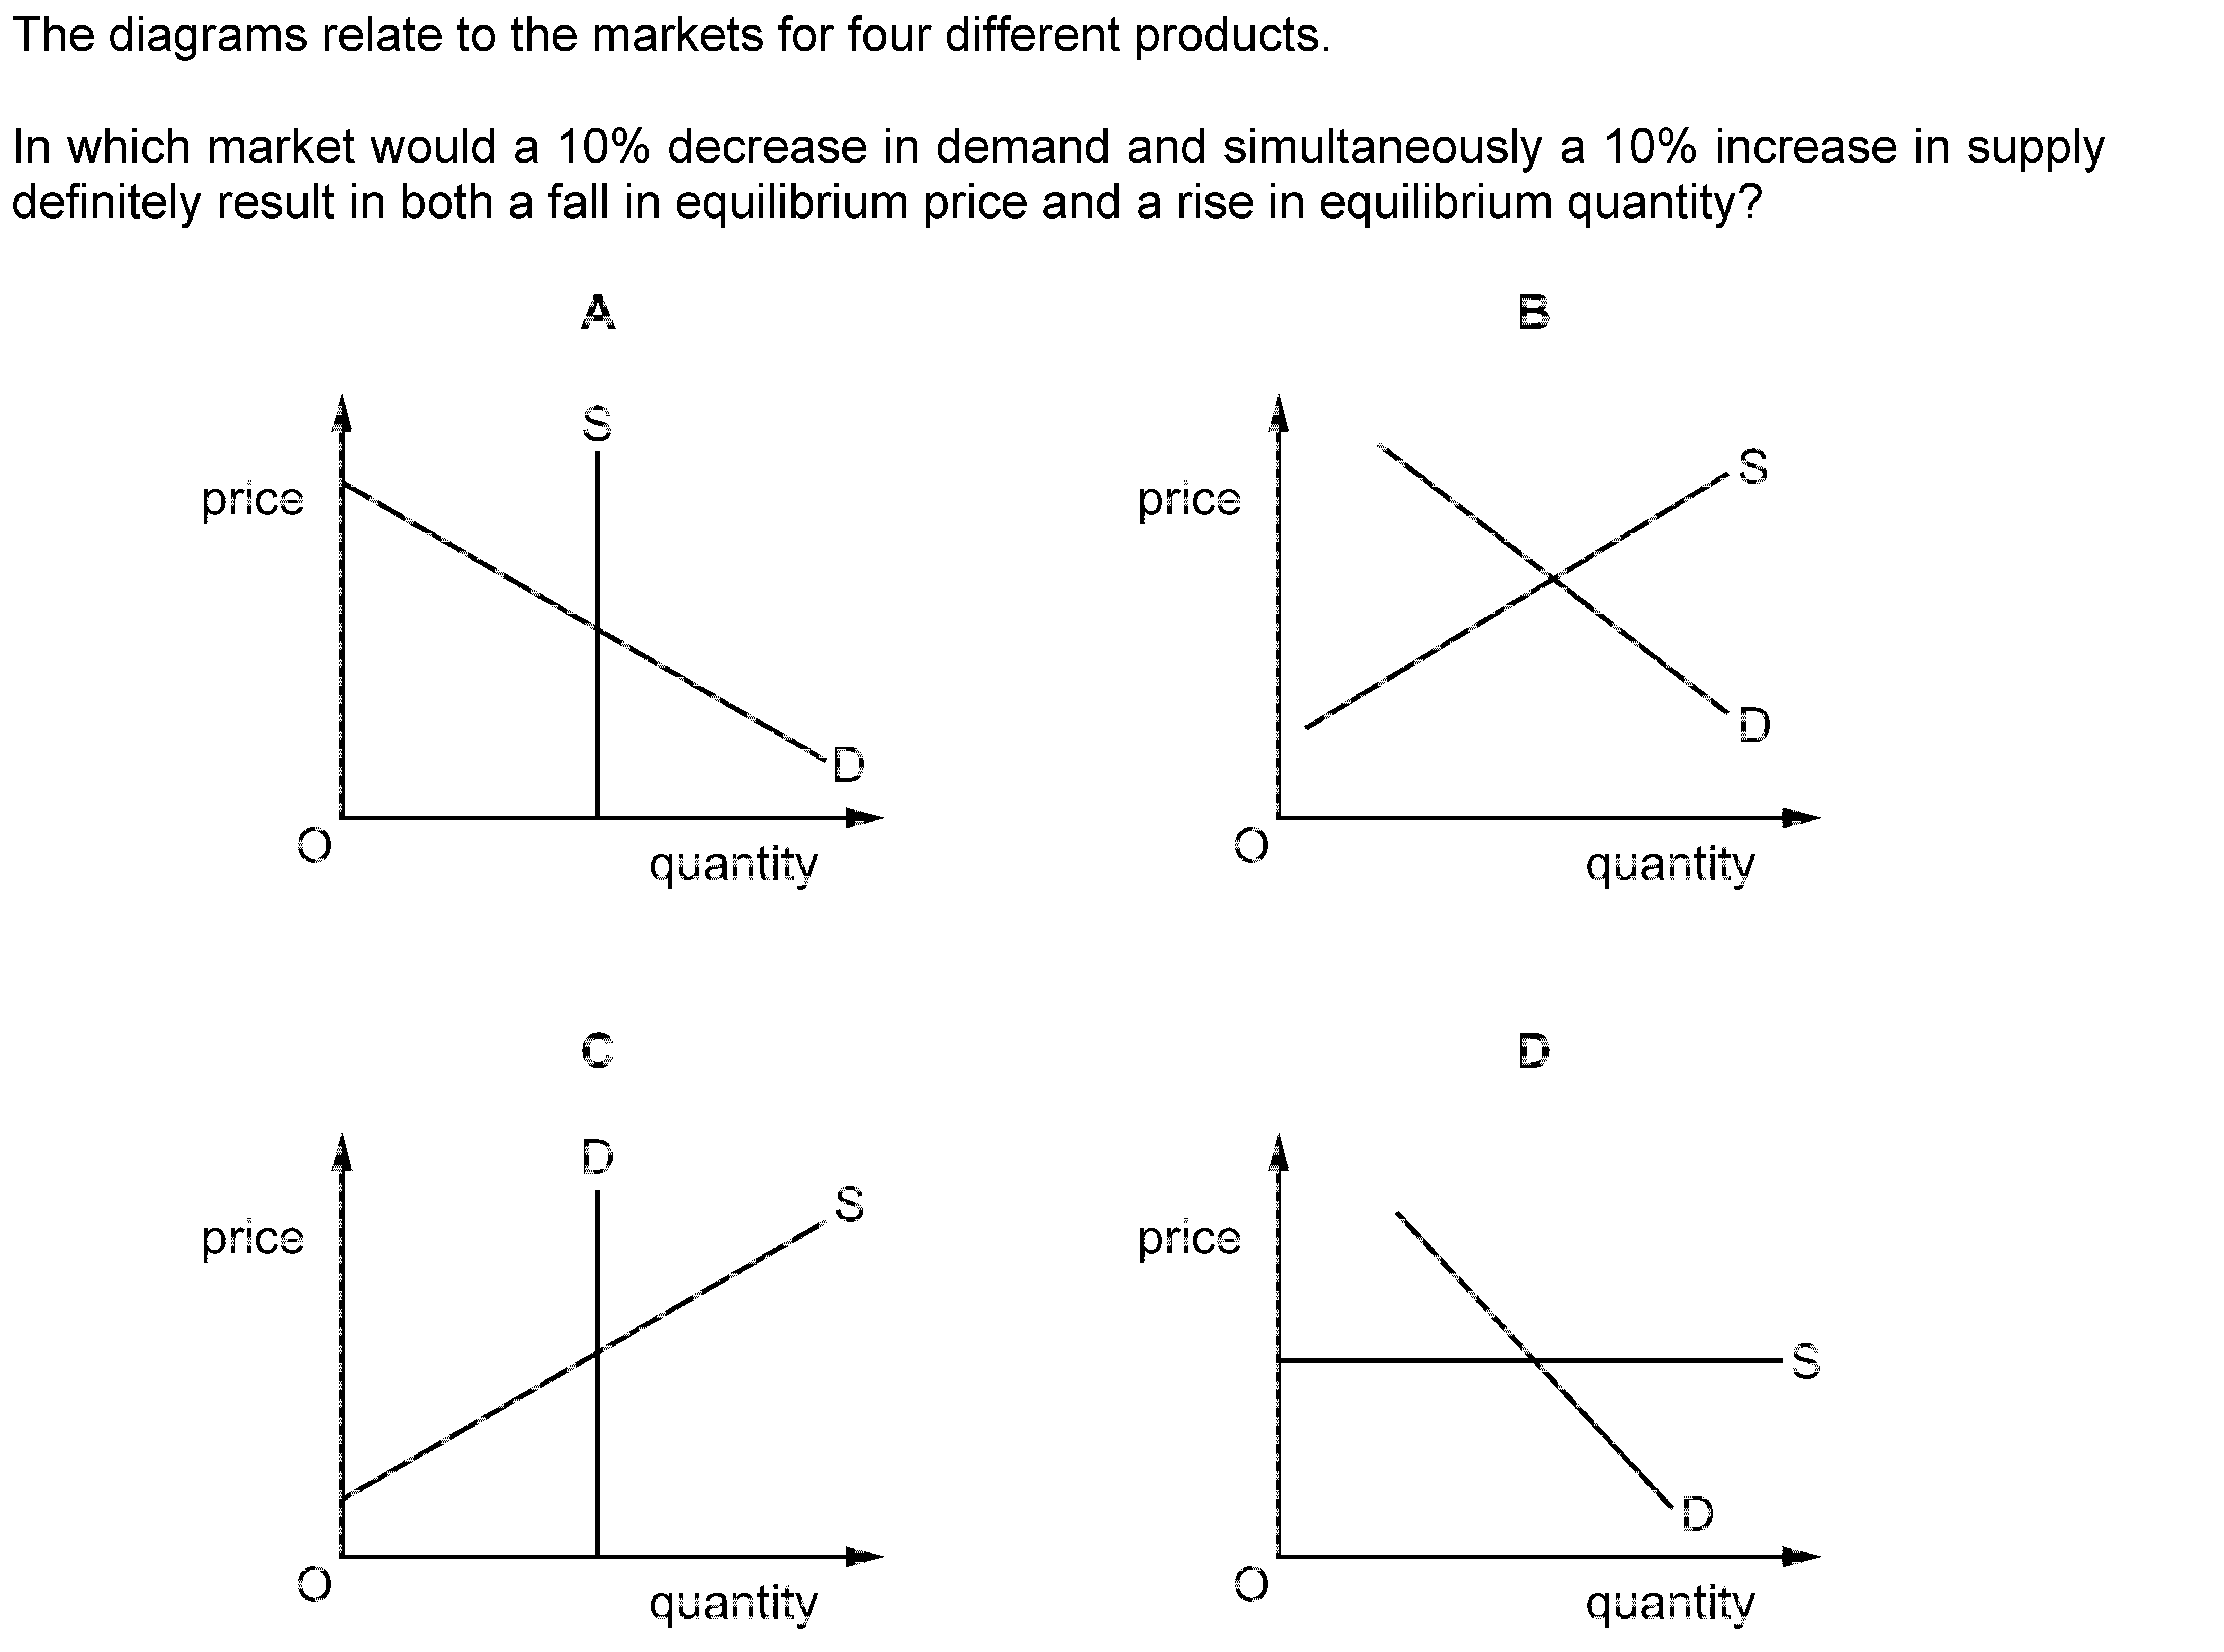 The diagrams relate to the markets for four different products.
In which market would a 10% decrease in demand and simultaneously a 10% increase in supply
definitely result in both a fall in equilibrium price and a rise in equilibrium quantity?
A
S
price
D
O
quantity
B
S
price
D
O
quantity
C
D
S
price
O
quantity
D
price
S
D
O
quantity